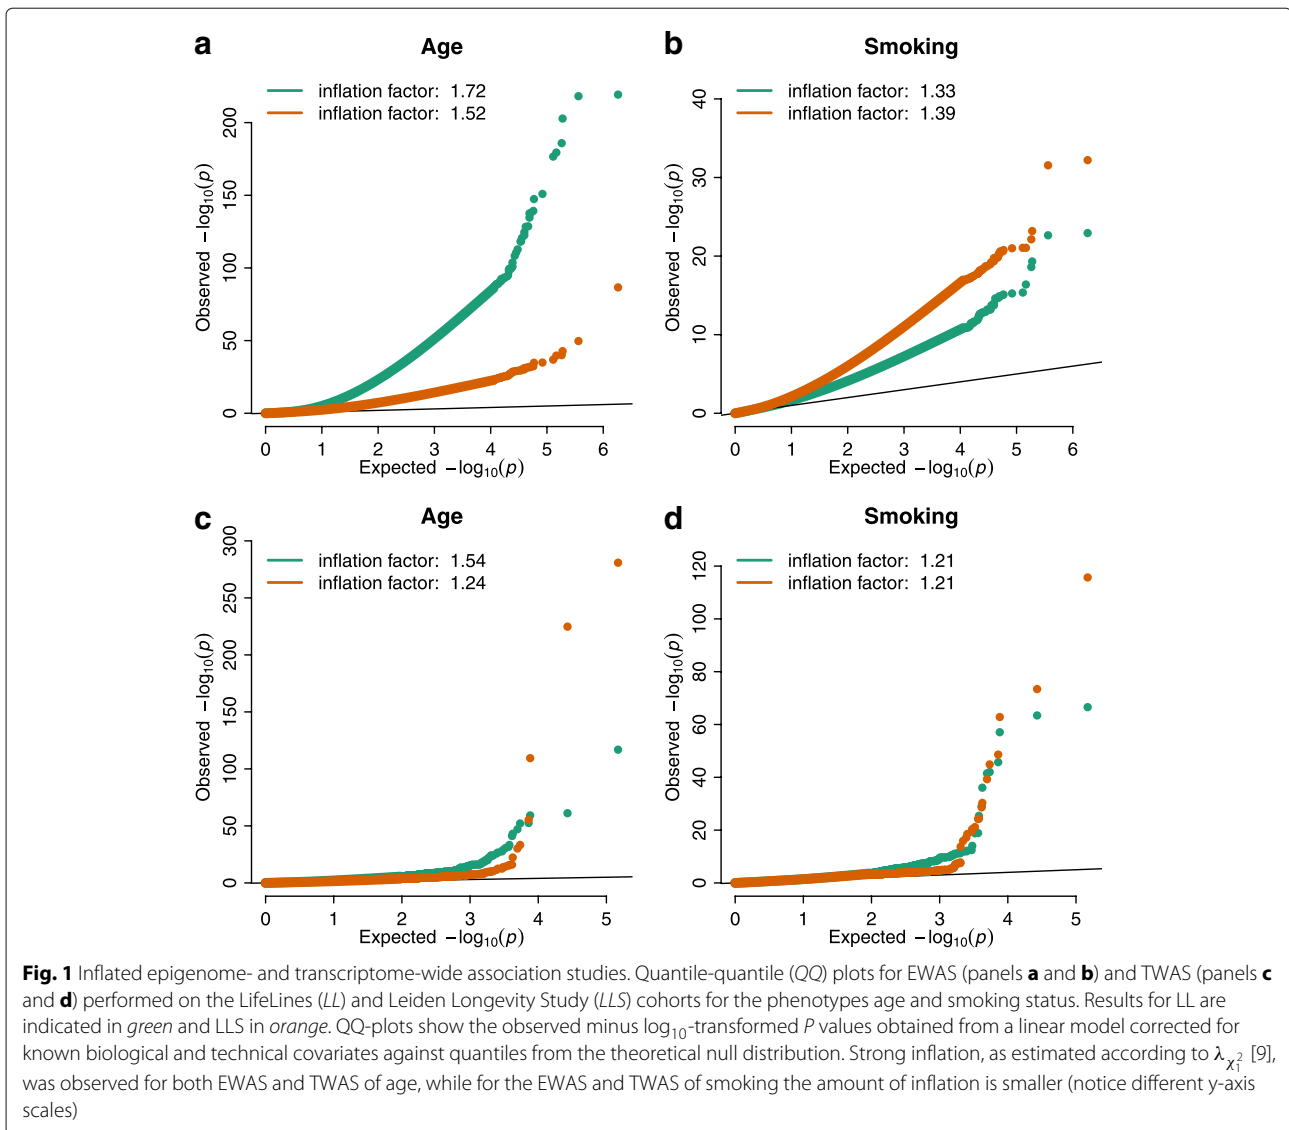 a
Age
inflation factor: 1.72
inflation factor: 1.52
Observed −log10(p)
200
150
100
50
0
0 1 2 3 4 5 6
Expected −log10(p)
b
Smoking
inflation factor: 1.33
inflation factor: 1.39
Observed −log10(p)
40
30
20
10
0
0 1 2 3 4 5 6
Expected −log10(p)
c
Age
inflation factor: 1.54
inflation factor: 1.24
Observed −log10(p)
300
250
200
150
100
50
0
0 1 2 3 4 5
Expected −log10(p)
d
Smoking
inflation factor: 1.21
inflation factor: 1.21
Observed −log10(p)
120
100
80
60
40
20
0
0 1 2 3 4 5
Expected −log10(p)
Fig. 1 Inflated epigenome- and transcriptome-wide association studies. Quantile-quantile (QQ) plots for EWAS (panels a and b) and TWAS (panels c
and d) performed on the LifeLines (LL) and Leiden Longevity Study (LLS) cohorts for the phenotypes age and smoking status. Results for LL are
indicated in green and LLS in orange. QQ-plots show the observed minus log10-transformed P values obtained from a linear model corrected for
known biological and technical covariates against quantiles from the theoretical null distribution. Strong inflation, as estimated according to λχ²₁ [9],
was observed for both EWAS and TWAS of age, while for the EWAS and TWAS of smoking the amount of inflation is smaller (notice different y-axis
scales)